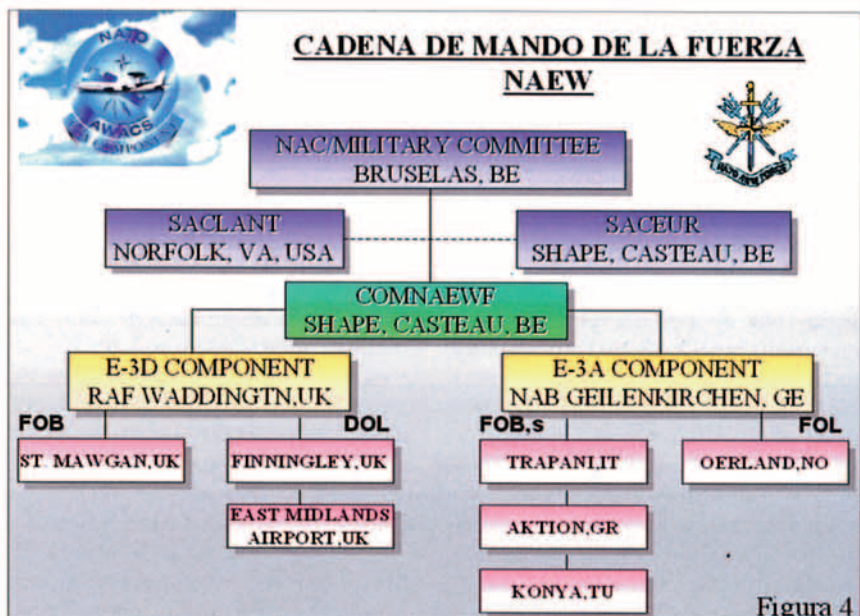 NATO
AWACS
CADENA DE MANDO DE LA FUERZA
NAEW
NAC/MILITARY COMMITTEE
BRUSELAS, BE
SACLANT
NORFOLK, VA, USA
SACEUR
SHAPE, CASTEAU, BE
COMNAEWF
SHAPE, CASTEAU, BE
E-3D COMPONENT
RAF WADDINGTN,UK
E-3A COMPONENT
NAB GEILENKIRCHEN, GE
FOB
DOL
FOB,s
FOL
ST. MAWGAN,UK
FINNINGLEY,UK
TRAPANI,IT
OERLAND,NO
EAST MIDLANDS
AIRPORT,UK
AKTION,GR
KONYA,TU
Figura 4